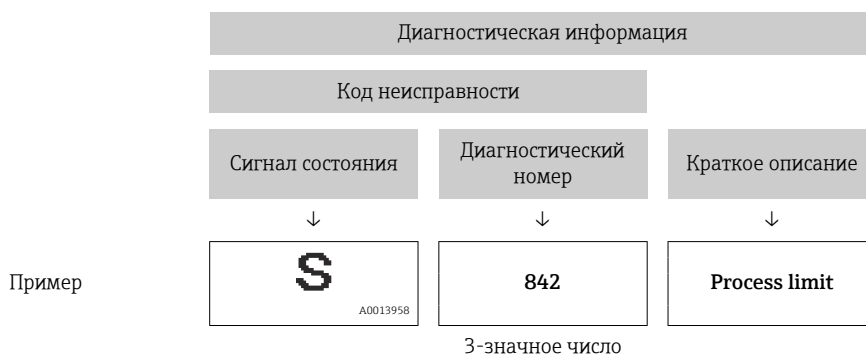 Диагностическая информация
Код неисправности
Сигнал состояния
Диагностический
номер
Краткое описание
↓ ↓ ↓
Пример
S
A0013958
842
Process limit
3-значное число